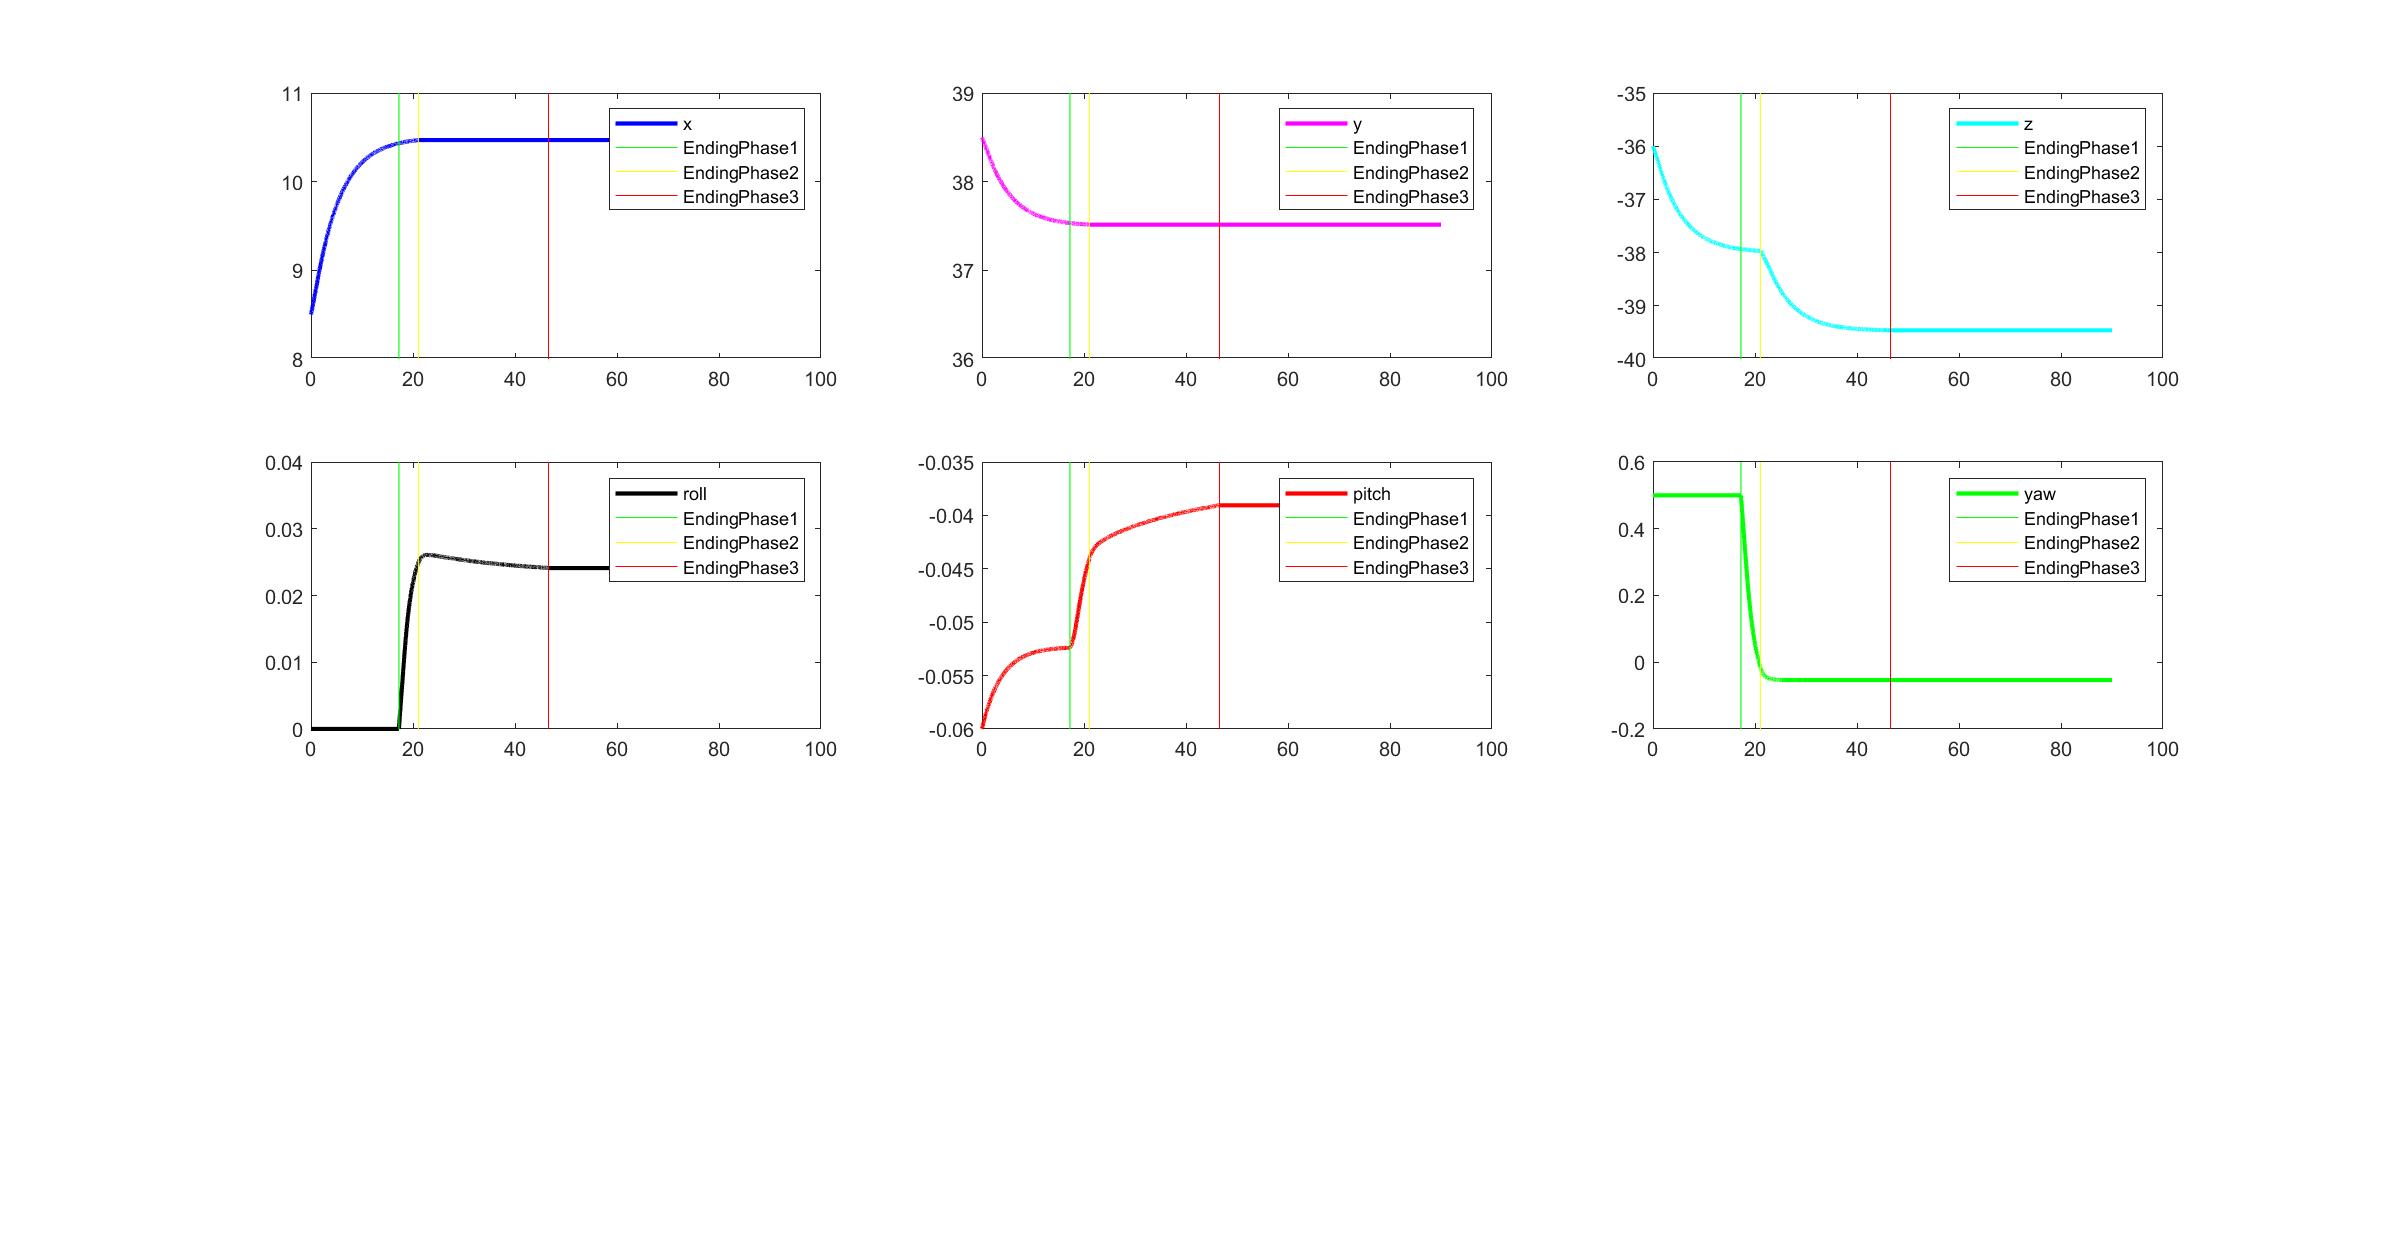 11
10
9
8
0 20 40 60 80 100
x
EndingPhase1
EndingPhase2
EndingPhase3
39
38
37
36
0 20 40 60 80 100
y
EndingPhase1
EndingPhase2
EndingPhase3
-35
-36
-37
-38
-39
-40
0 20 40 60 80 100
z
EndingPhase1
EndingPhase2
EndingPhase3
0.04
0.03
0.02
0.01
0
0 20 40 60 80 100
roll
EndingPhase1
EndingPhase2
EndingPhase3
-0.035
-0.04
-0.045
-0.05
-0.055
-0.06
0 20 40 60 80 100
pitch
EndingPhase1
EndingPhase2
EndingPhase3
0.6
0.4
0.2
0
-0.2
0 20 40 60 80 100
yaw
EndingPhase1
EndingPhase2
EndingPhase3